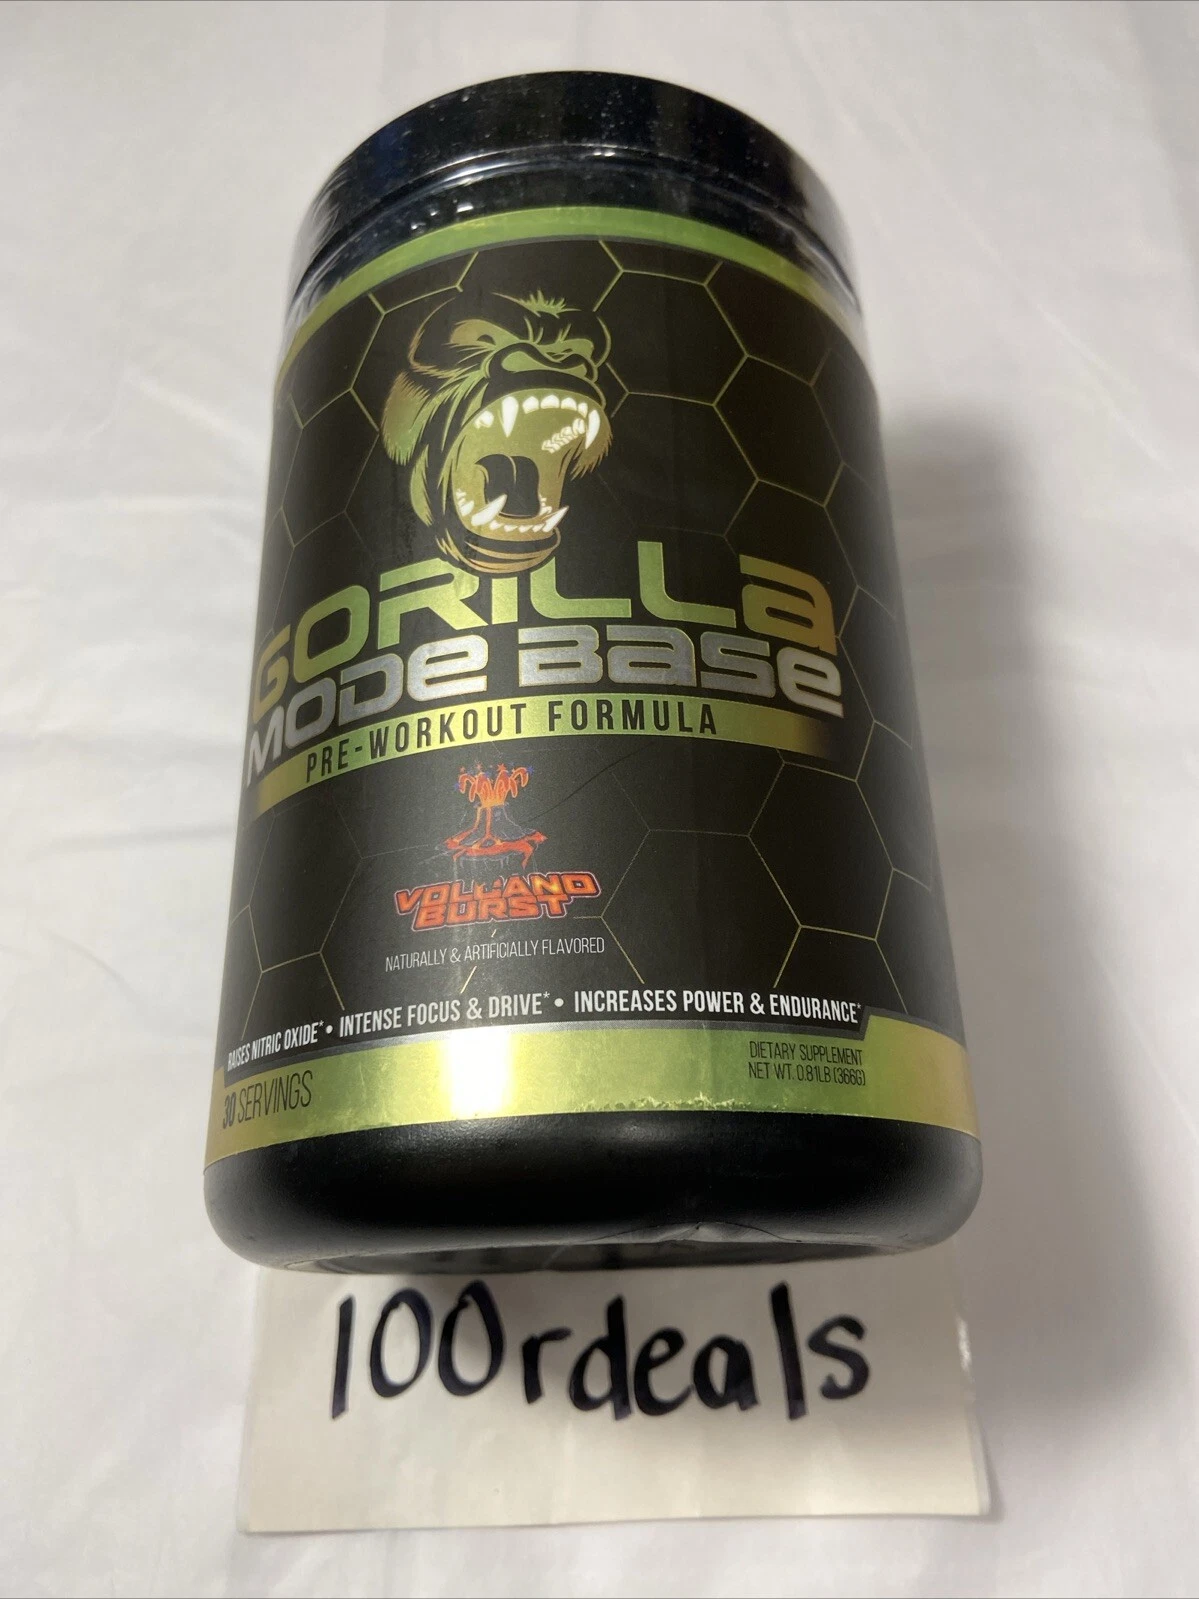 GORILLA
MODE BASE
PRE-WORKOUT FORMULA
VOLCANO
BURST
NATURALLY & ARTIFICIALLY FLAVORED
RAISES NITRIC OXIDE* • INTENSE FOCUS & DRIVE* • INCREASES POWER & ENDURANCE*
30 SERVINGS
DIETARY SUPPLEMENT
NET WT. 0.81LB (366G)
100rdeals